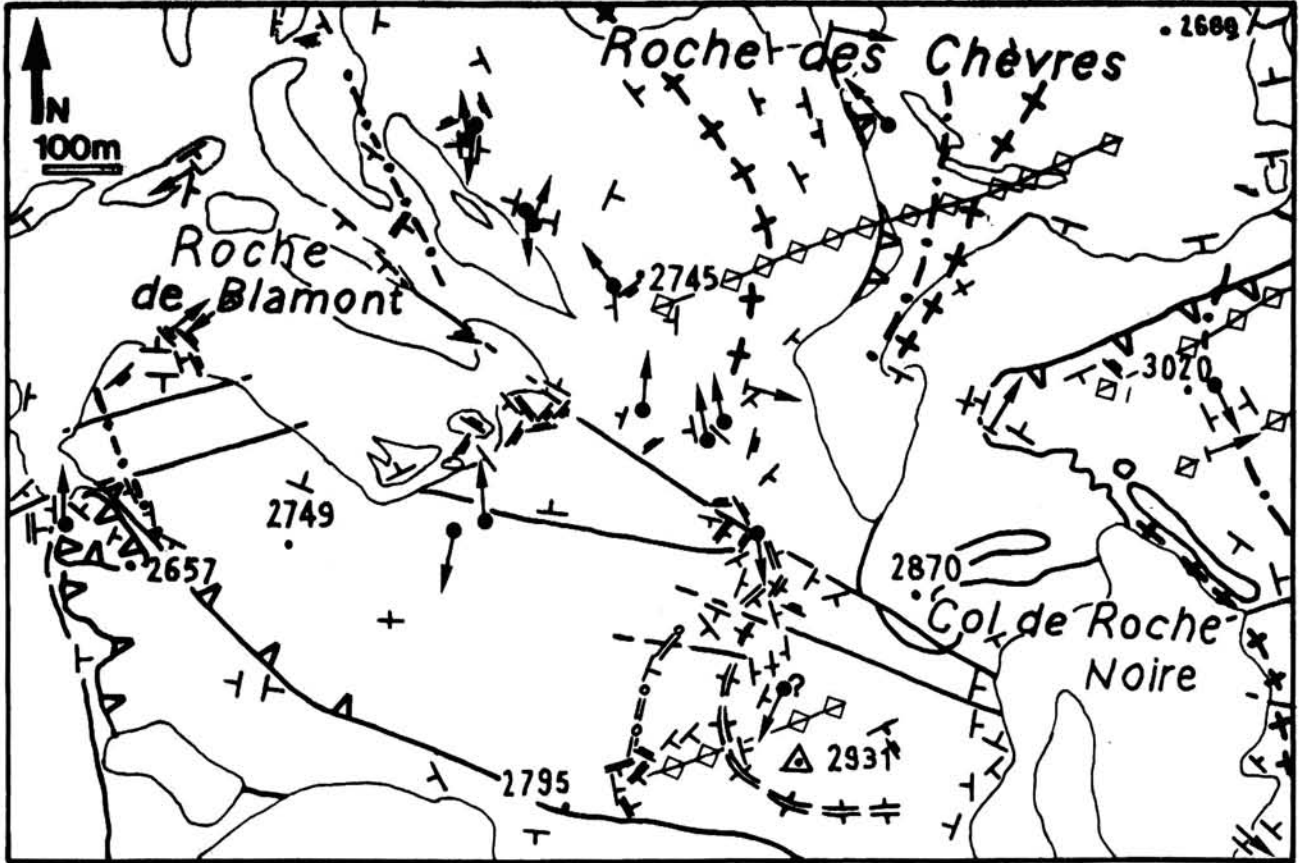 Roche des Chèvres
.2689
N
100m
Roche
de Blamont
2745
3020
2749
2657
2870
Col de Roche
Noire
?
2931
2795